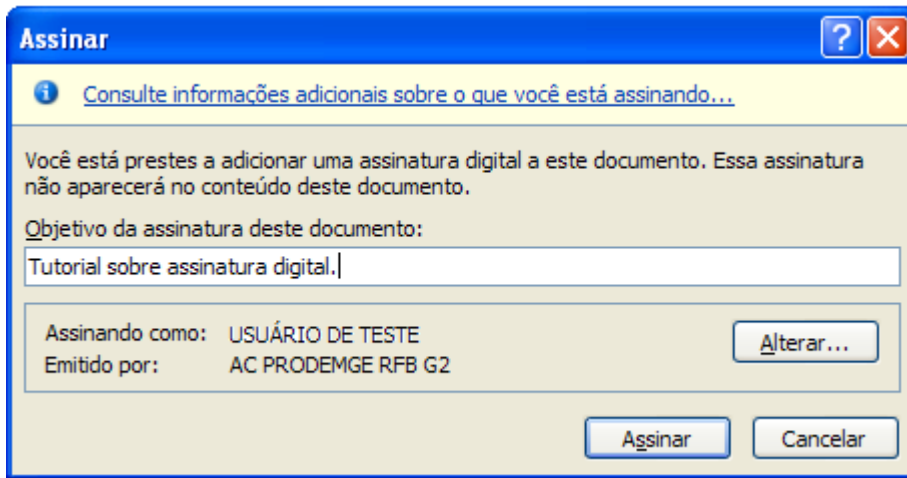 Assinar
Consulte informações adicionais sobre o que você está assinando...
Você está prestes a adicionar uma assinatura digital a este documento. Essa assinatura
não aparecerá no conteúdo deste documento.
Objetivo da assinatura deste documento:
Tutorial sobre assinatura digital.
Assinando como: USUÁRIO DE TESTE
Alterar...
Emitido por: AC PRODEMGE RFB G2
Assinar Cancelar